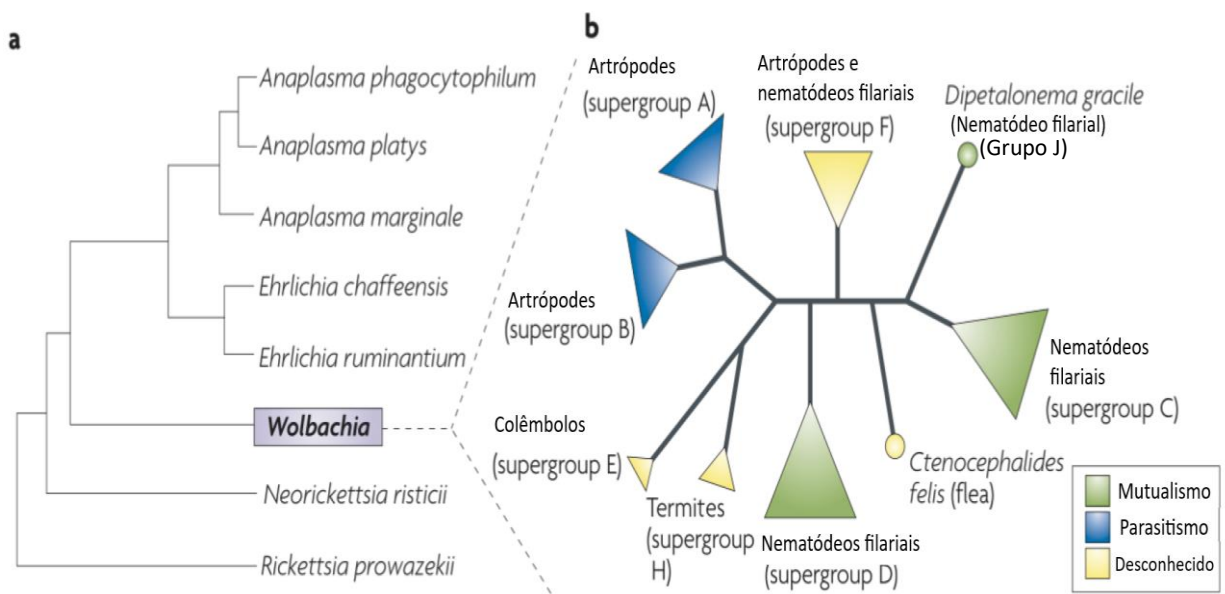 a
Anaplasma phagocytophilum
Anaplasma platys
Anaplasma marginale
Ehrlichia chaffeensis
Ehrlichia ruminantium
Wolbachia
Neorickettsia risticii
Rickettsia prowazekii
b
Artrópodes
(supergroup A)
Artrópodes e
nematódeos filariais
(supergroup F)
Dipetalonema gracile
(Nematódeo filarial)
(Grupo J)
Artrópodes
(supergroup B)
Nematódeos
filariais
(supergroup C)
Colêmbolos
(supergroup E)
Termites
(supergroup
H)
Nematódeos filariais
(supergroup D)
Ctenocephalides
felis (flea)
Mutualismo
Parasitismo
Desconhecido